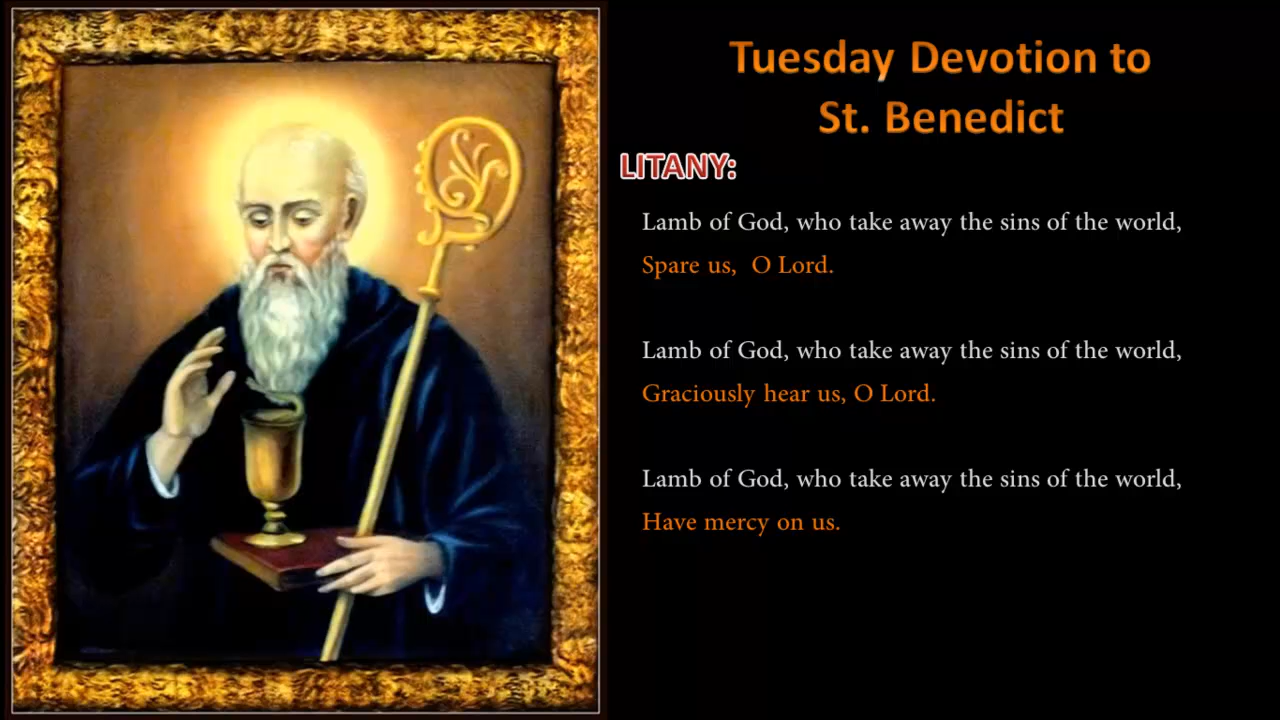 Tuesday Devotion to
St. Benedict
LITANY:
Lamb of God, who take away the sins of the world,
Spare us, O Lord.
Lamb of God, who take away the sins of the world,
Graciously hear us, O Lord.
Lamb of God, who take away the sins of the world,
Have mercy on us.